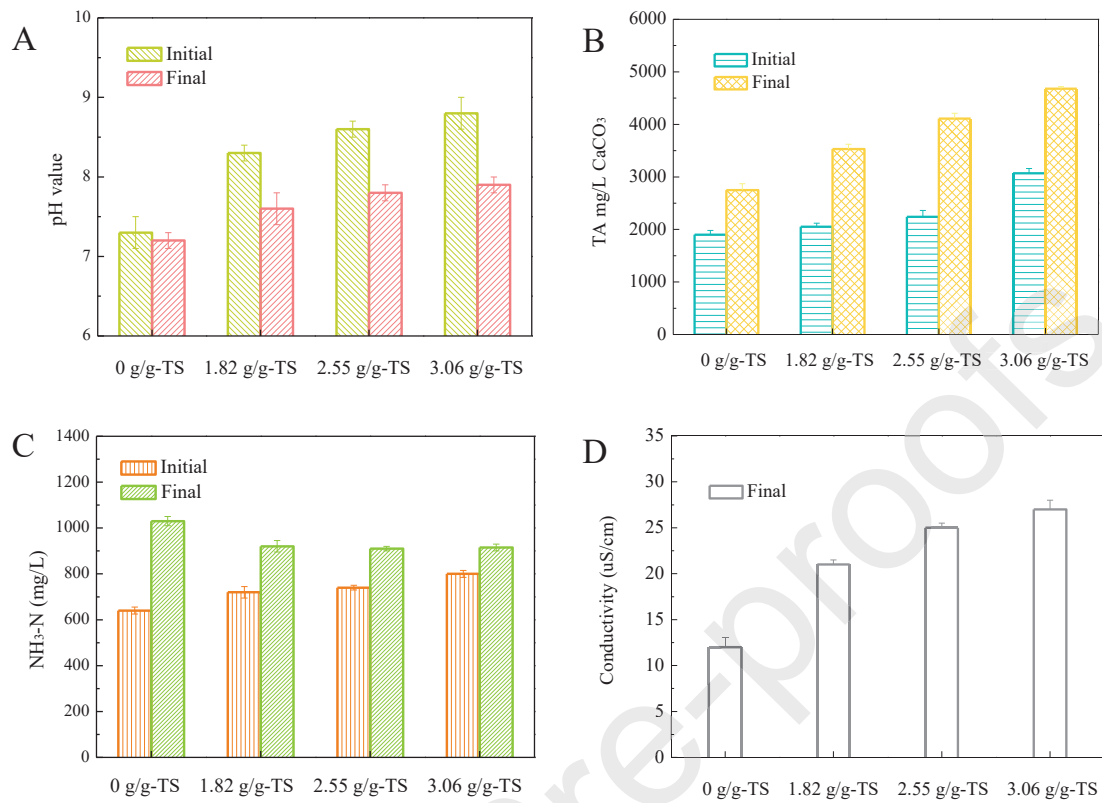 A
10
9
8
7
6
pH value
Initial
Final
0 g/g-TS 1.82 g/g-TS 2.55 g/g-TS 3.06 g/g-TS
B
6000
5000
4000
3000
2000
1000
0
TA mg/L CaCO₃
Initial
Final
0 g/g-TS 1.82 g/g-TS 2.55 g/g-TS 3.06 g/g-TS
C
1400
1200
1000
800
600
400
200
0
NH₃-N (mg/L)
Initial
Final
0 g/g-TS 1.82 g/g-TS 2.55 g/g-TS 3.06 g/g-TS
D
35
30
25
20
15
10
5
0
Conductivity (uS/cm)
Final
0 g/g-TS 1.82 g/g-TS 2.55 g/g-TS 3.06 g/g-TS
re-proofs